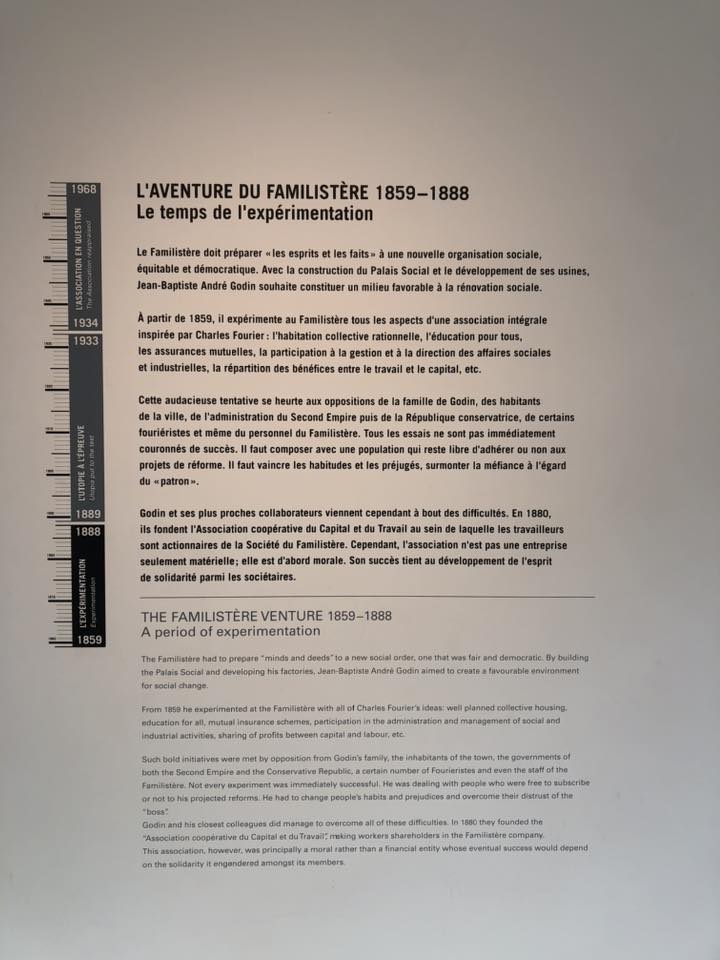 L'AVENTURE DU FAMILISTÈRE 1859–1888
Le temps de l'expérimentation
Le Familistère doit préparer «les esprits et les faits» à une nouvelle organisation sociale,
équitable et démocratique. Avec la construction du Palais Social et le développement de ses usines,
Jean-Baptiste André Godin souhaite constituer un milieu favorable à la rénovation sociale.
À partir de 1859, il expérimente au Familistère tous les aspects d'une association intégrale
inspirée par Charles Fourier : l'habitation collective rationnelle, l'éducation pour tous,
les assurances mutuelles, la participation à la gestion et à la direction des affaires sociales
et industrielles, la répartition des bénéfices entre le travail et le capital, etc.
Cette audacieuse tentative se heurte aux oppositions de la famille de Godin, des habitants
de la ville, de l'administration du Second Empire puis de la République conservatrice, de certains
fouriéristes et même du personnel du Familistère. Tous les essais ne sont pas immédiatement
couronnés de succès. Il faut composer avec une population qui reste libre d'adhérer ou non aux
projets de réforme. Il faut vaincre les habitudes et les préjugés, surmonter la méfiance à l'égard
du «patron».
Godin et ses plus proches collaborateurs viennent cependant à bout des difficultés. En 1880,
ils fondent l'Association coopérative du Capital et du Travail au sein de laquelle les travailleurs
sont actionnaires de la Société du Familistère. Cependant, l'association n'est pas une entreprise
seulement matérielle; elle est d'abord morale. Son succès tient au développement de l'esprit
de solidarité parmi les sociétaires.
THE FAMILISTÈRE VENTURE 1859–1888
A period of experimentation
The Familistère had to prepare "minds and deeds" to a new social order, one that was fair and democratic. By building
the Palais Social and developing his factories, Jean-Baptiste André Godin aimed to create a favourable environment
for social change.
From 1859 he experimented at the Familistère with all of Charles Fourier's ideas: well planned collective housing,
education for all, mutual insurance schemes, participation in the administration and management of social and
industrial activities, sharing of profits between capital and labour, etc.
Such bold initiatives were met by opposition from Godin's family, the inhabitants of the town, the governments of
both the Second Empire and the Conservative Republic, a certain number of Fourieristes and even the staff of the
Familistère. Not every experiment was immediately successful. He was dealing with people who were free to subscribe
or not to his projected reforms. He had to change people's habits and prejudices and overcome their distrust of the
"boss".
Godin and his closest colleagues did manage to overcome all of these difficulties. In 1880 they founded the
"Association coopérative du Capital et du Travail", making workers shareholders in the Familistère company.
This association, however, was principally a moral rather than a financial entity whose eventual success would depend
on the solidarity it engendered amongst its members.
1968
L'ASSOCIATION EN QUESTION
The Association reappraised
1934
1933
L'UTOPIE À L'ÉPREUVE
Utopia put to the test
1889
1888
L'EXPÉRIMENTATION
Experimentation
1859